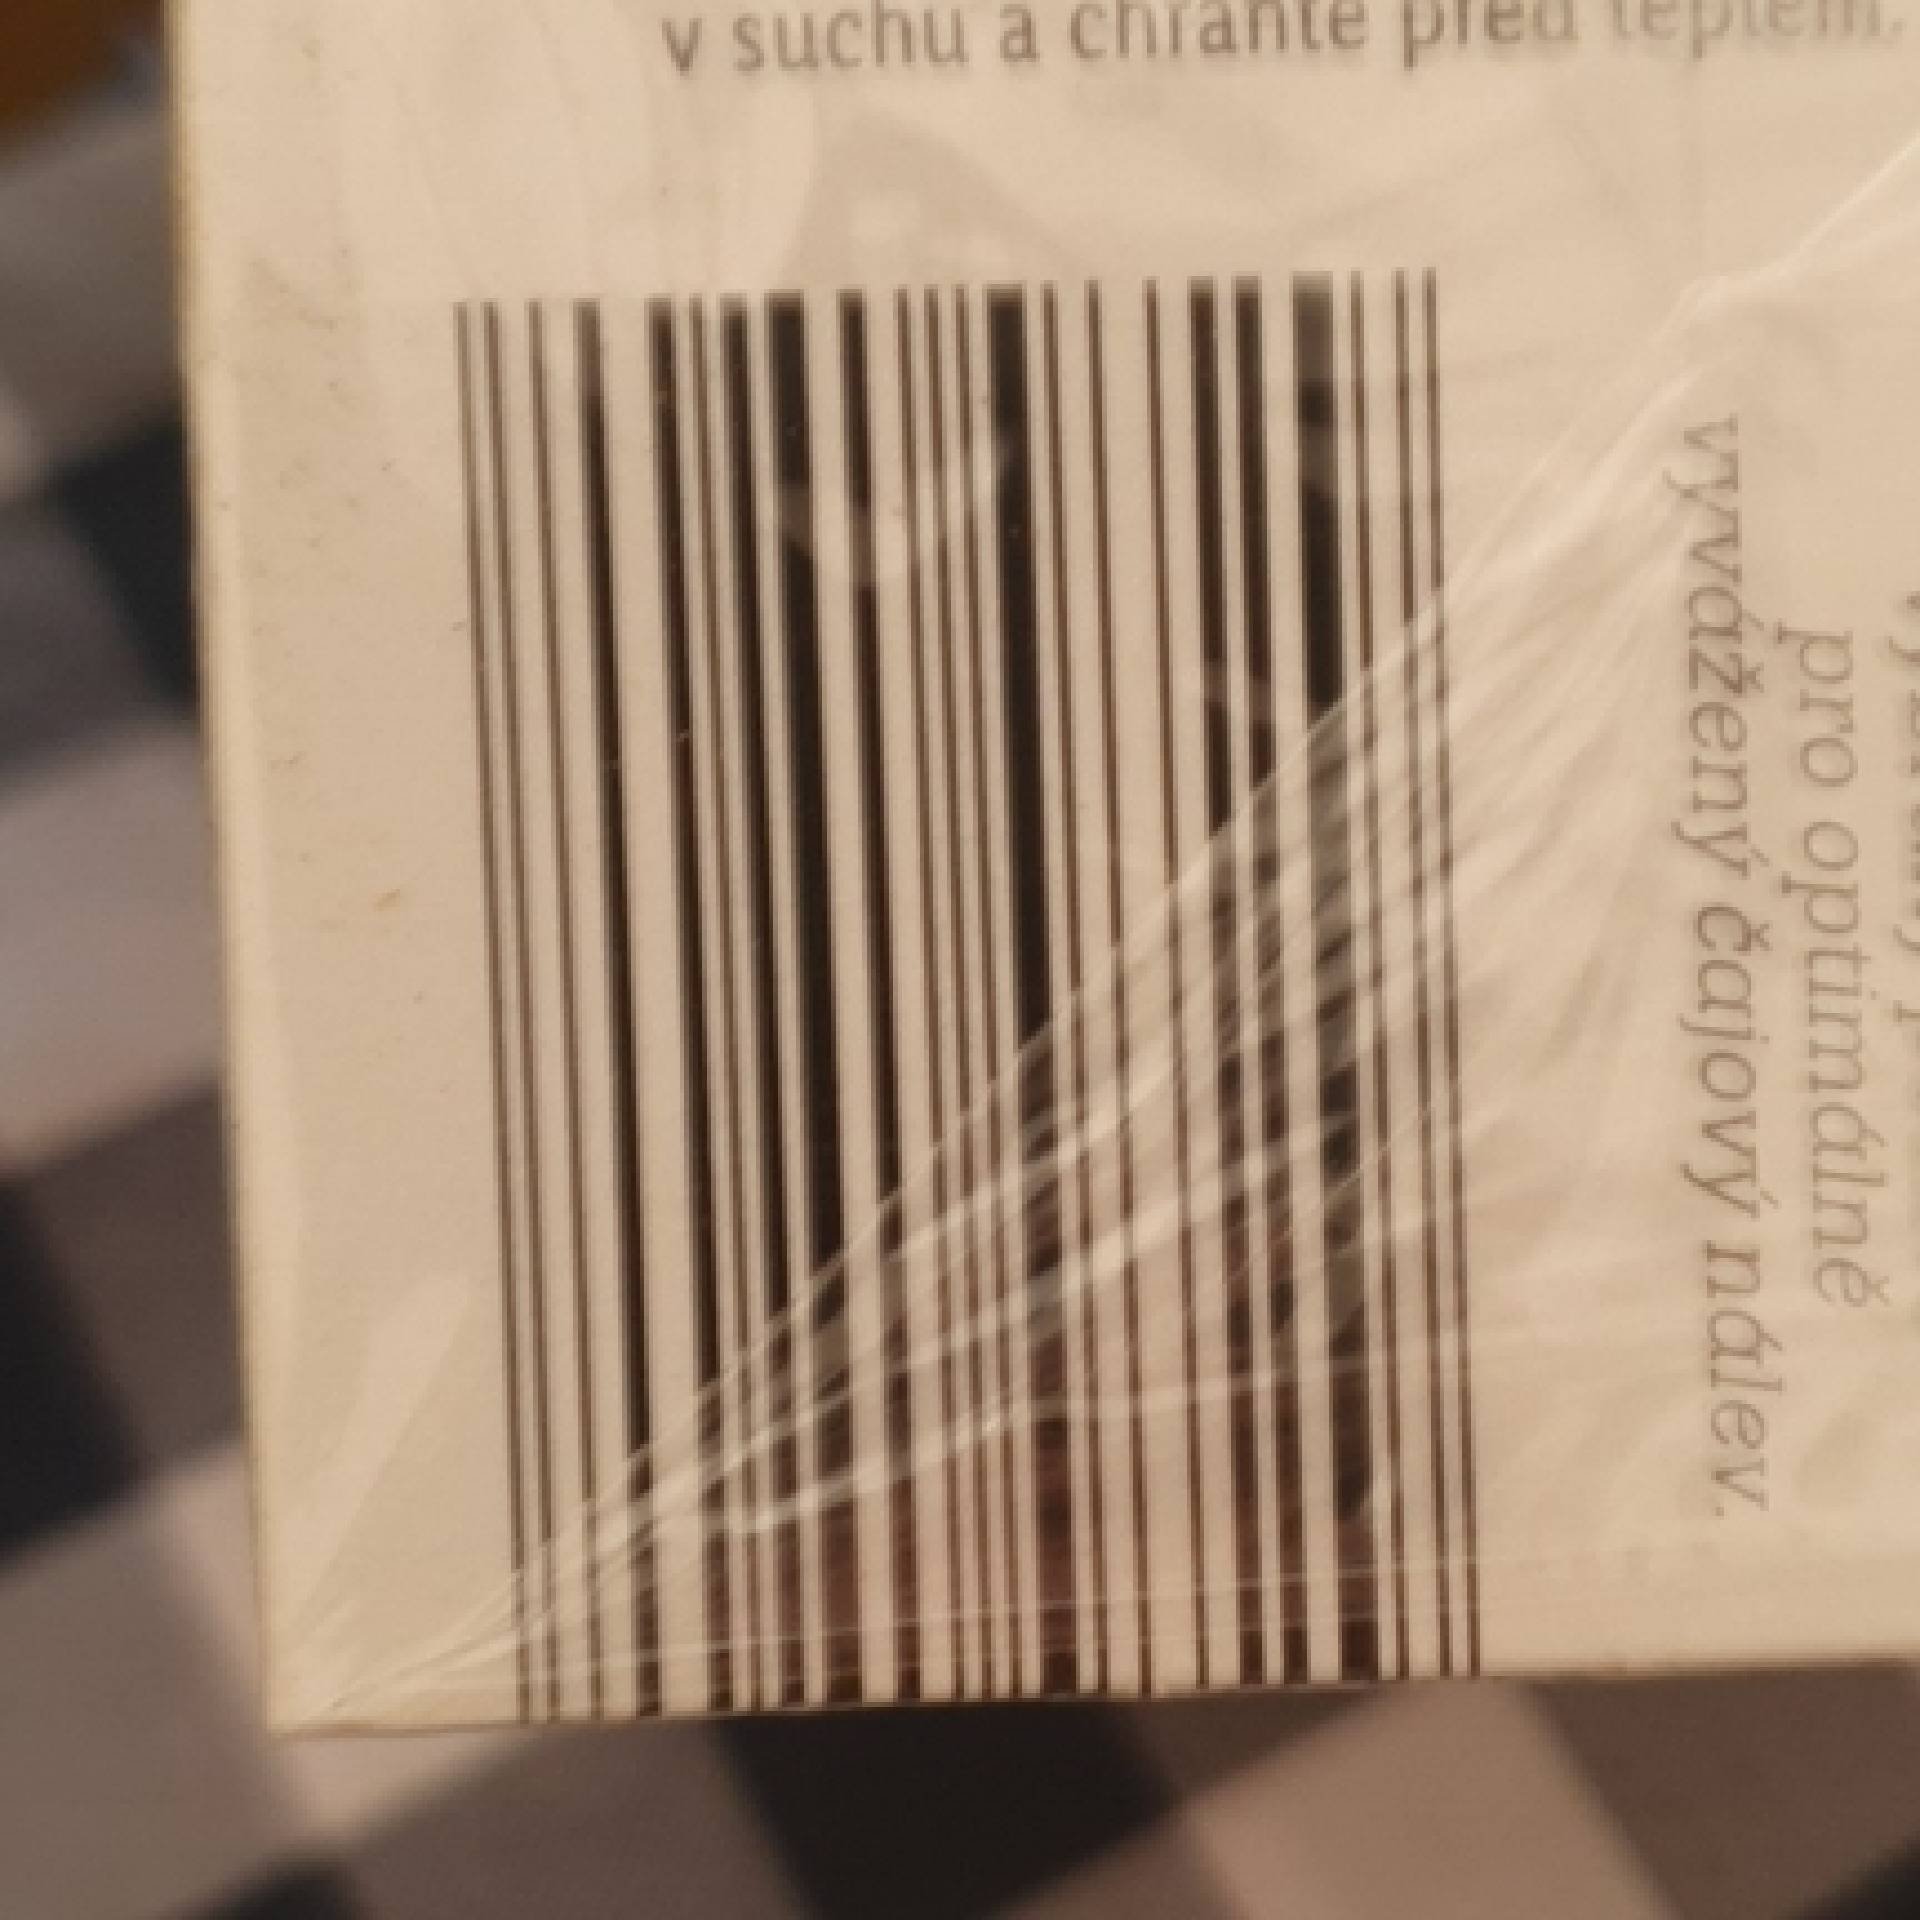 v suchu a chraňte před teplem.
pro optimálně
vyvážený čajový nálev.